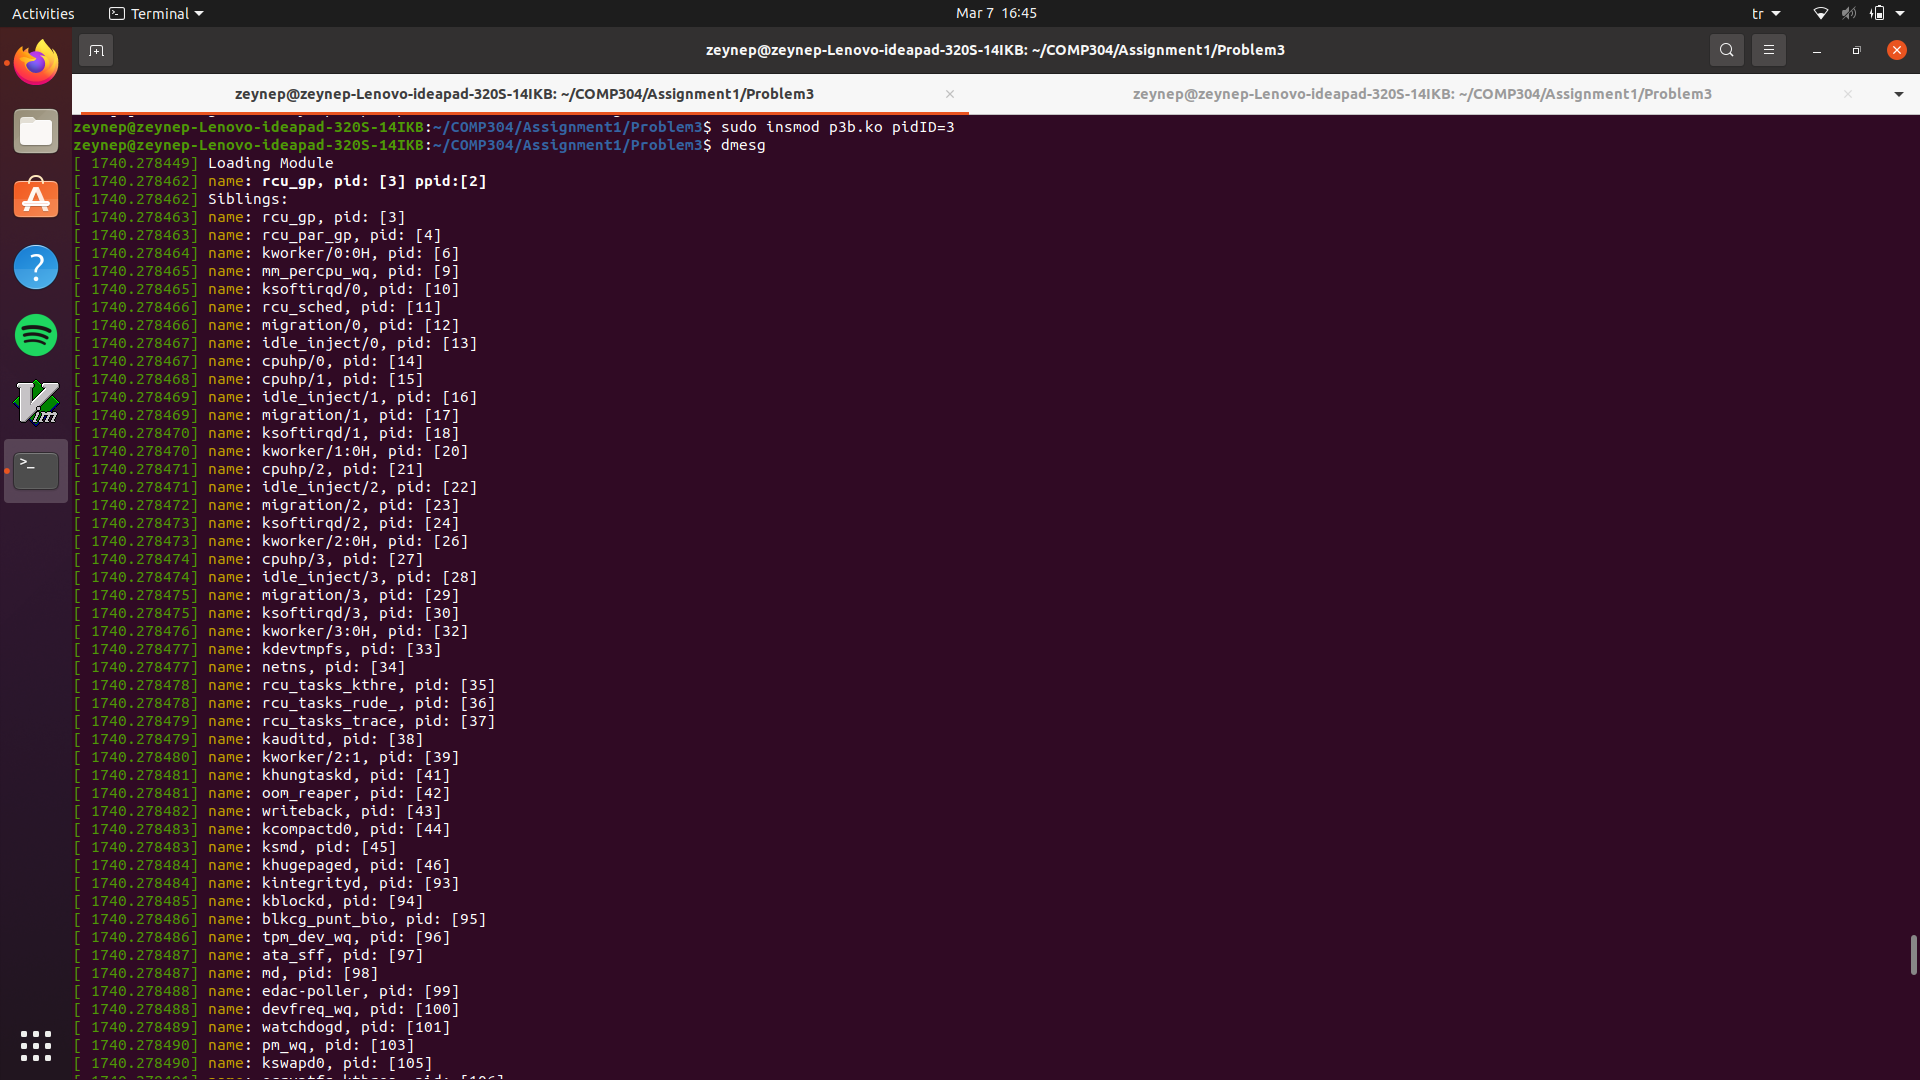 Activities
Terminal
Mar 7 16:45
tr
zeynep@zeynep-Lenovo-ideapad-320S-14IKB: ~/COMP304/Assignment1/Problem3
zeynep@zeynep-Lenovo-ideapad-320S-14IKB: ~/COMP304/Assignment1/Problem3
zeynep@zeynep-Lenovo-ideapad-320S-14IKB: ~/COMP304/Assignment1/Problem3
zeynep@zeynep-Lenovo-ideapad-320S-14IKB:~/COMP304/Assignment1/Problem3$ sudo insmod p3b.ko pidID=3
zeynep@zeynep-Lenovo-ideapad-320S-14IKB:~/COMP304/Assignment1/Problem3$ dmesg
[ 1740.278449] Loading Module
[ 1740.278462] name: rcu_gp, pid: [3] ppid:[2]
[ 1740.278462] Siblings:
[ 1740.278463] name: rcu_gp, pid: [3]
[ 1740.278463] name: rcu_par_gp, pid: [4]
[ 1740.278464] name: kworker/0:0H, pid: [6]
[ 1740.278465] name: mm_percpu_wq, pid: [9]
[ 1740.278465] name: ksoftirqd/0, pid: [10]
[ 1740.278466] name: rcu_sched, pid: [11]
[ 1740.278466] name: migration/0, pid: [12]
[ 1740.278467] name: idle_inject/0, pid: [13]
[ 1740.278467] name: cpuhp/0, pid: [14]
[ 1740.278468] name: cpuhp/1, pid: [15]
[ 1740.278469] name: idle_inject/1, pid: [16]
[ 1740.278469] name: migration/1, pid: [17]
[ 1740.278470] name: ksoftirqd/1, pid: [18]
[ 1740.278470] name: kworker/1:0H, pid: [20]
[ 1740.278471] name: cpuhp/2, pid: [21]
[ 1740.278471] name: idle_inject/2, pid: [22]
[ 1740.278472] name: migration/2, pid: [23]
[ 1740.278473] name: ksoftirqd/2, pid: [24]
[ 1740.278473] name: kworker/2:0H, pid: [26]
[ 1740.278474] name: cpuhp/3, pid: [27]
[ 1740.278474] name: idle_inject/3, pid: [28]
[ 1740.278475] name: migration/3, pid: [29]
[ 1740.278475] name: ksoftirqd/3, pid: [30]
[ 1740.278476] name: kworker/3:0H, pid: [32]
[ 1740.278477] name: kdevtmpfs, pid: [33]
[ 1740.278477] name: netns, pid: [34]
[ 1740.278478] name: rcu_tasks_kthre, pid: [35]
[ 1740.278478] name: rcu_tasks_rude_, pid: [36]
[ 1740.278479] name: rcu_tasks_trace, pid: [37]
[ 1740.278479] name: kauditd, pid: [38]
[ 1740.278480] name: kworker/2:1, pid: [39]
[ 1740.278481] name: khungtaskd, pid: [41]
[ 1740.278481] name: oom_reaper, pid: [42]
[ 1740.278482] name: writeback, pid: [43]
[ 1740.278483] name: kcompactd0, pid: [44]
[ 1740.278483] name: ksmd, pid: [45]
[ 1740.278484] name: khugepaged, pid: [46]
[ 1740.278484] name: kintegrityd, pid: [93]
[ 1740.278485] name: kblockd, pid: [94]
[ 1740.278486] name: blkcg_punt_bio, pid: [95]
[ 1740.278486] name: tpm_dev_wq, pid: [96]
[ 1740.278487] name: ata_sff, pid: [97]
[ 1740.278487] name: md, pid: [98]
[ 1740.278488] name: edac-poller, pid: [99]
[ 1740.278488] name: devfreq_wq, pid: [100]
[ 1740.278489] name: watchdogd, pid: [101]
[ 1740.278490] name: pm_wq, pid: [103]
[ 1740.278490] name: kswapd0, pid: [105]